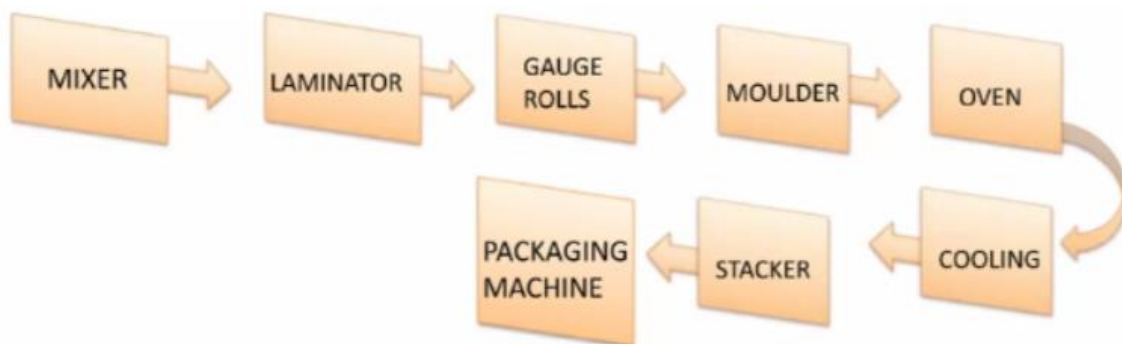 MIXER
LAMINATOR
GAUGE
ROLLS
MOULDER
OVEN
COOLING
STACKER
PACKAGING
MACHINE